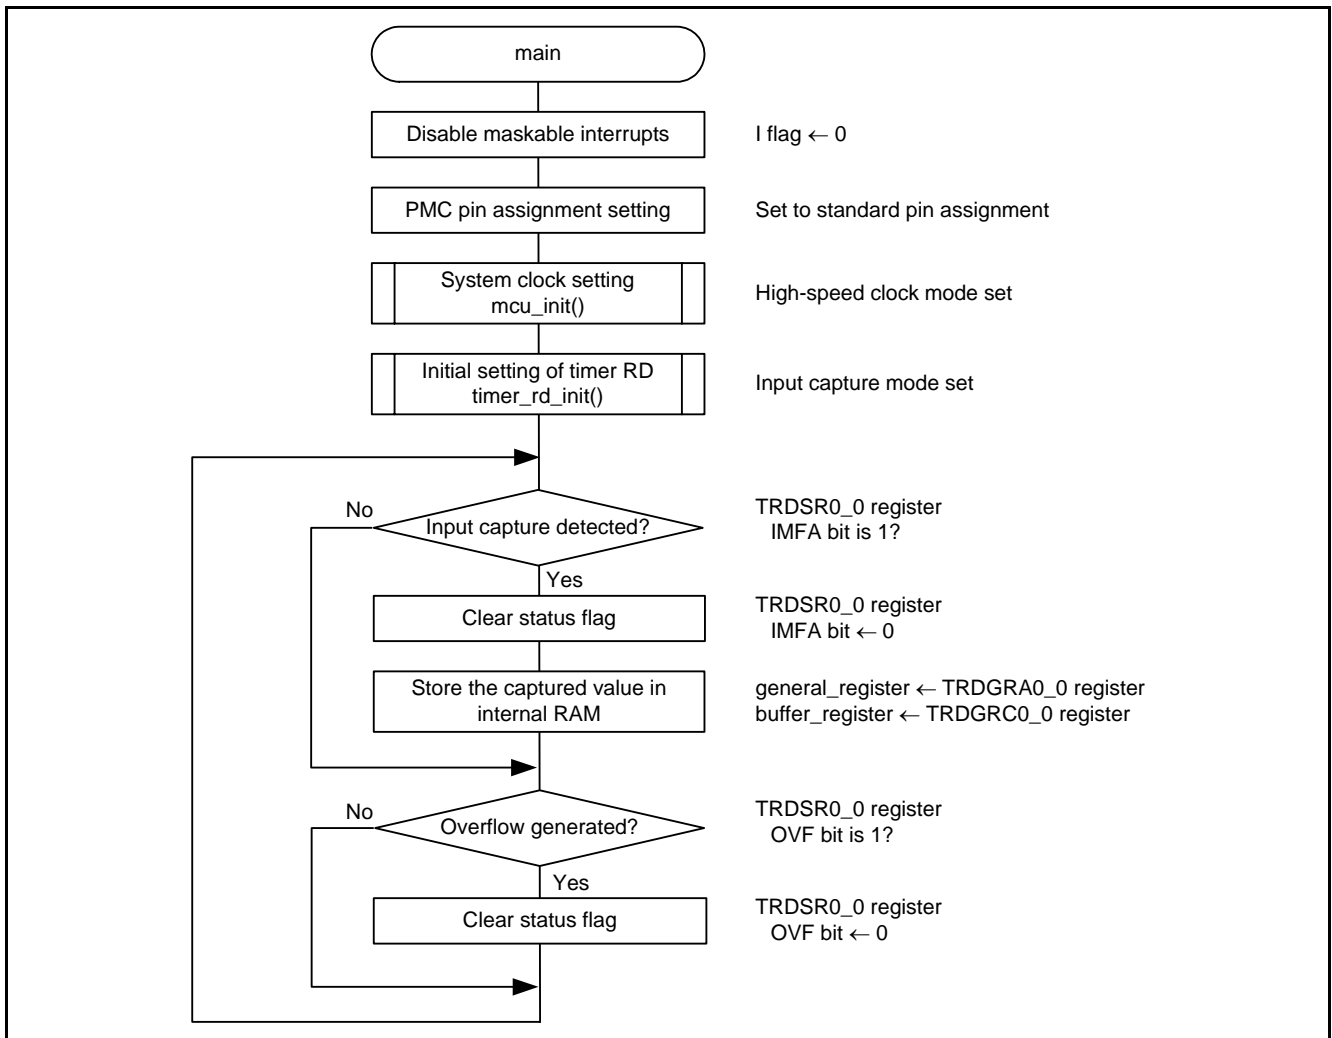 main
Disable maskable interrupts
I flag ← 0
PMC pin assignment setting
Set to standard pin assignment
System clock setting
mcu_init()
High-speed clock mode set
Initial setting of timer RD
timer_rd_init()
Input capture mode set
No
Input capture detected?
TRDSR0_0 register
IMFA bit is 1?
Yes
Clear status flag
TRDSR0_0 register
IMFA bit ← 0
Store the captured value in
internal RAM
general_register ← TRDGRA0_0 register
buffer_register ← TRDGRC0_0 register
No
Overflow generated?
TRDSR0_0 register
OVF bit is 1?
Yes
Clear status flag
TRDSR0_0 register
OVF bit ← 0